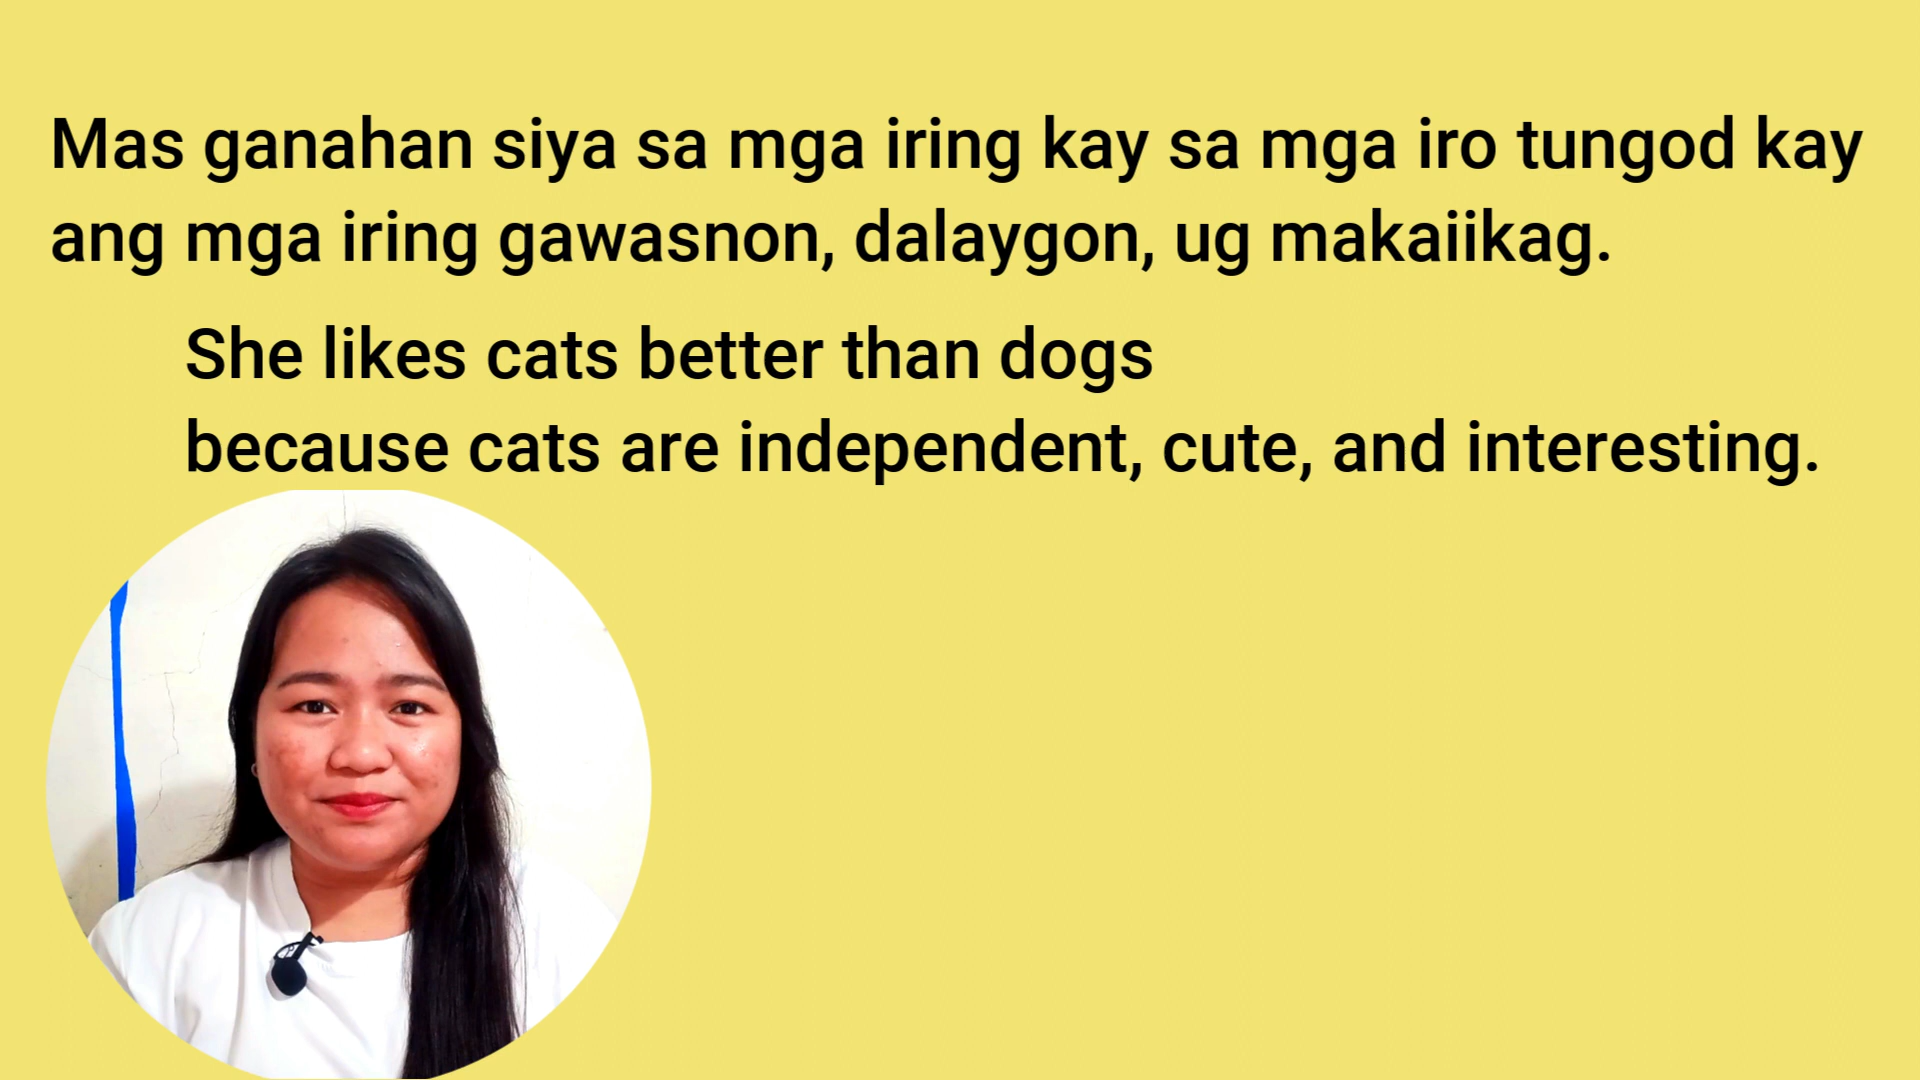 Mas ganahan siya sa mga iring kay sa mga iro tungod kay
ang mga iring gawasnon, dalaygon, ug makaiikag.
She likes cats better than dogs
because cats are independent, cute, and interesting.